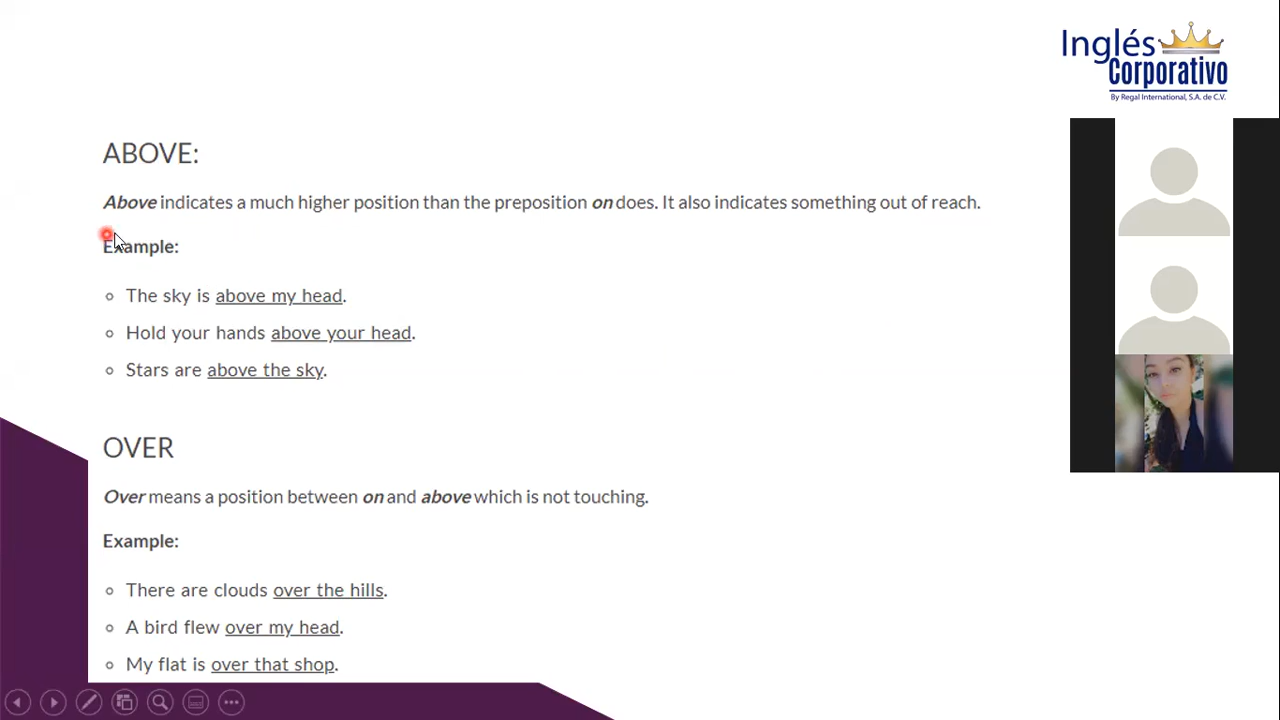 Inglés
Corporativo
By Regal International, S.A. de C.V.
ABOVE:
Above indicates a much higher position than the preposition on does. It also indicates something out of reach.
Example:
The sky is above my head.
Hold your hands above your head.
Stars are above the sky.
OVER
Over means a position between on and above which is not touching.
Example:
There are clouds over the hills.
A bird flew over my head.
My flat is over that shop.